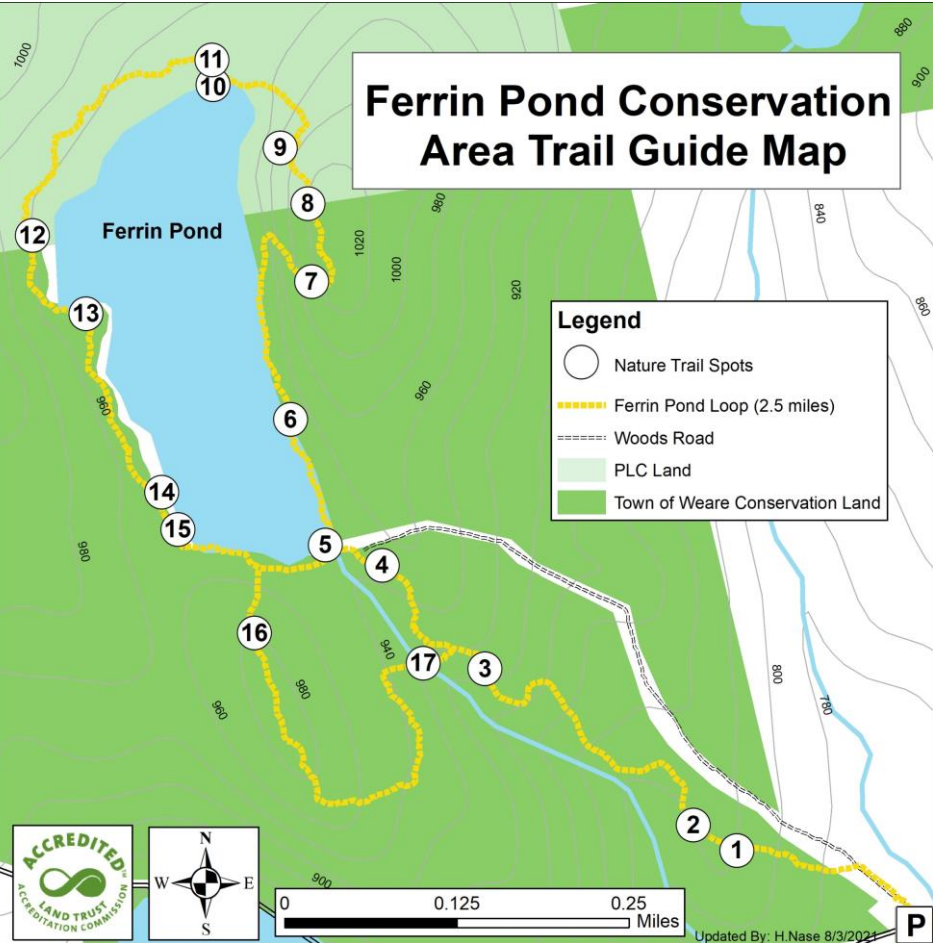 Ferrin Pond Conservation
Area Trail Guide Map
1000
880
900
11
10
9
8
980
840
12
Ferrin Pond
1020
1000
7
920
860
13
Legend
Nature Trail Spots
Ferrin Pond Loop (2.5 miles)
Woods Road
PLC Land
Town of Weare Conservation Land
960
960
6
14
15
5
4
980
16
940
17
3
980
960
800
780
2
1
900
ACCREDITED
LAND TRUST
ACCREDITATION COMMISSION
N
W E
S
0 0.125 0.25
Miles
Updated By: H.Nase 8/3/2021
P